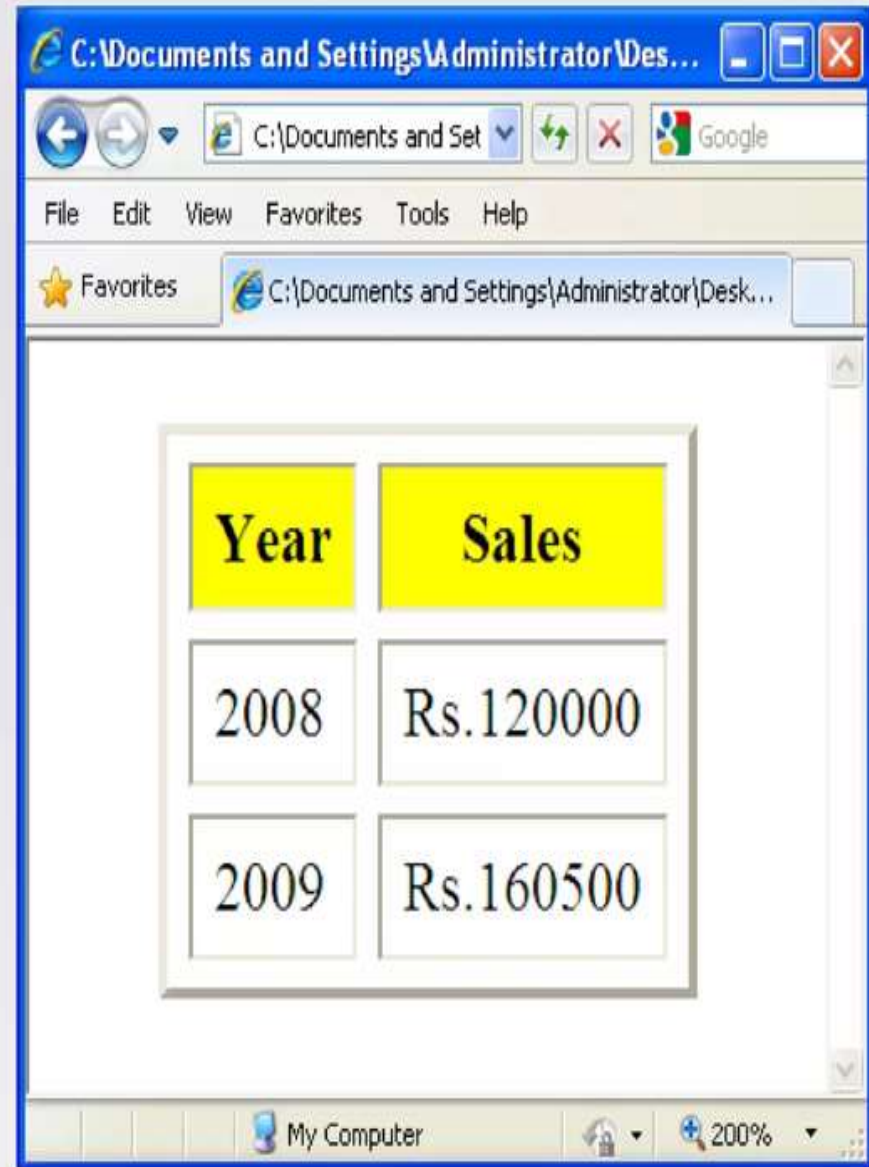 C:\Documents and Settings\Administrator\Des...
C:\Documents and Set Google
File Edit View Favorites Tools Help
Favorites C:\Documents and Settings\Administrator\Desk...
Year Sales
2008 Rs.120000
2009 Rs.160500
My Computer 200%